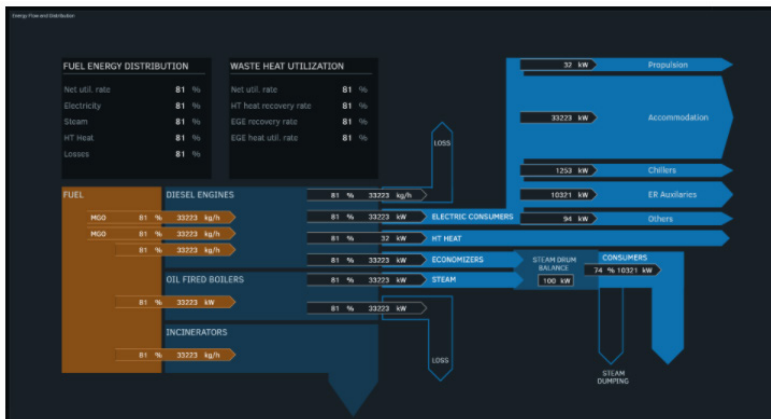 Energy Flow and Distribution
FUEL ENERGY DISTRIBUTION
Net util. rate 81 %
Electricity 81 %
Steam 81 %
HT Heat 81 %
Losses 81 %
WASTE HEAT UTILIZATION
Net util. rate 81 %
HT heat recovery rate 81 %
EGE recovery rate 81 %
EGE heat util. rate 81 %
LOSS
32 kW Propulsion
33223 kW Accommodation
1253 kW Chillers
10321 kW ER Auxilaries
94 kW Others
FUEL
MGO 81 % 33223 kg/h
MGO 81 % 33223 kg/h
81 % 33223 kg/h
81 % 33223 kW
81 % 33223 kg/h
DIESEL ENGINES
81 % 33223 kg/h
81 % 33223 kW ELECTRIC CONSUMERS
81 % 32 kW HT HEAT
81 % 33223 kW ECONOMIZERS
OIL FIRED BOILERS
81 % 33223 kW STEAM
81 % 33223 kW
INCINERATORS
LOSS
STEAM DRUM
BALANCE
100 kW
CONSUMERS
74 % 10321 kW
STEAM
DUMPING